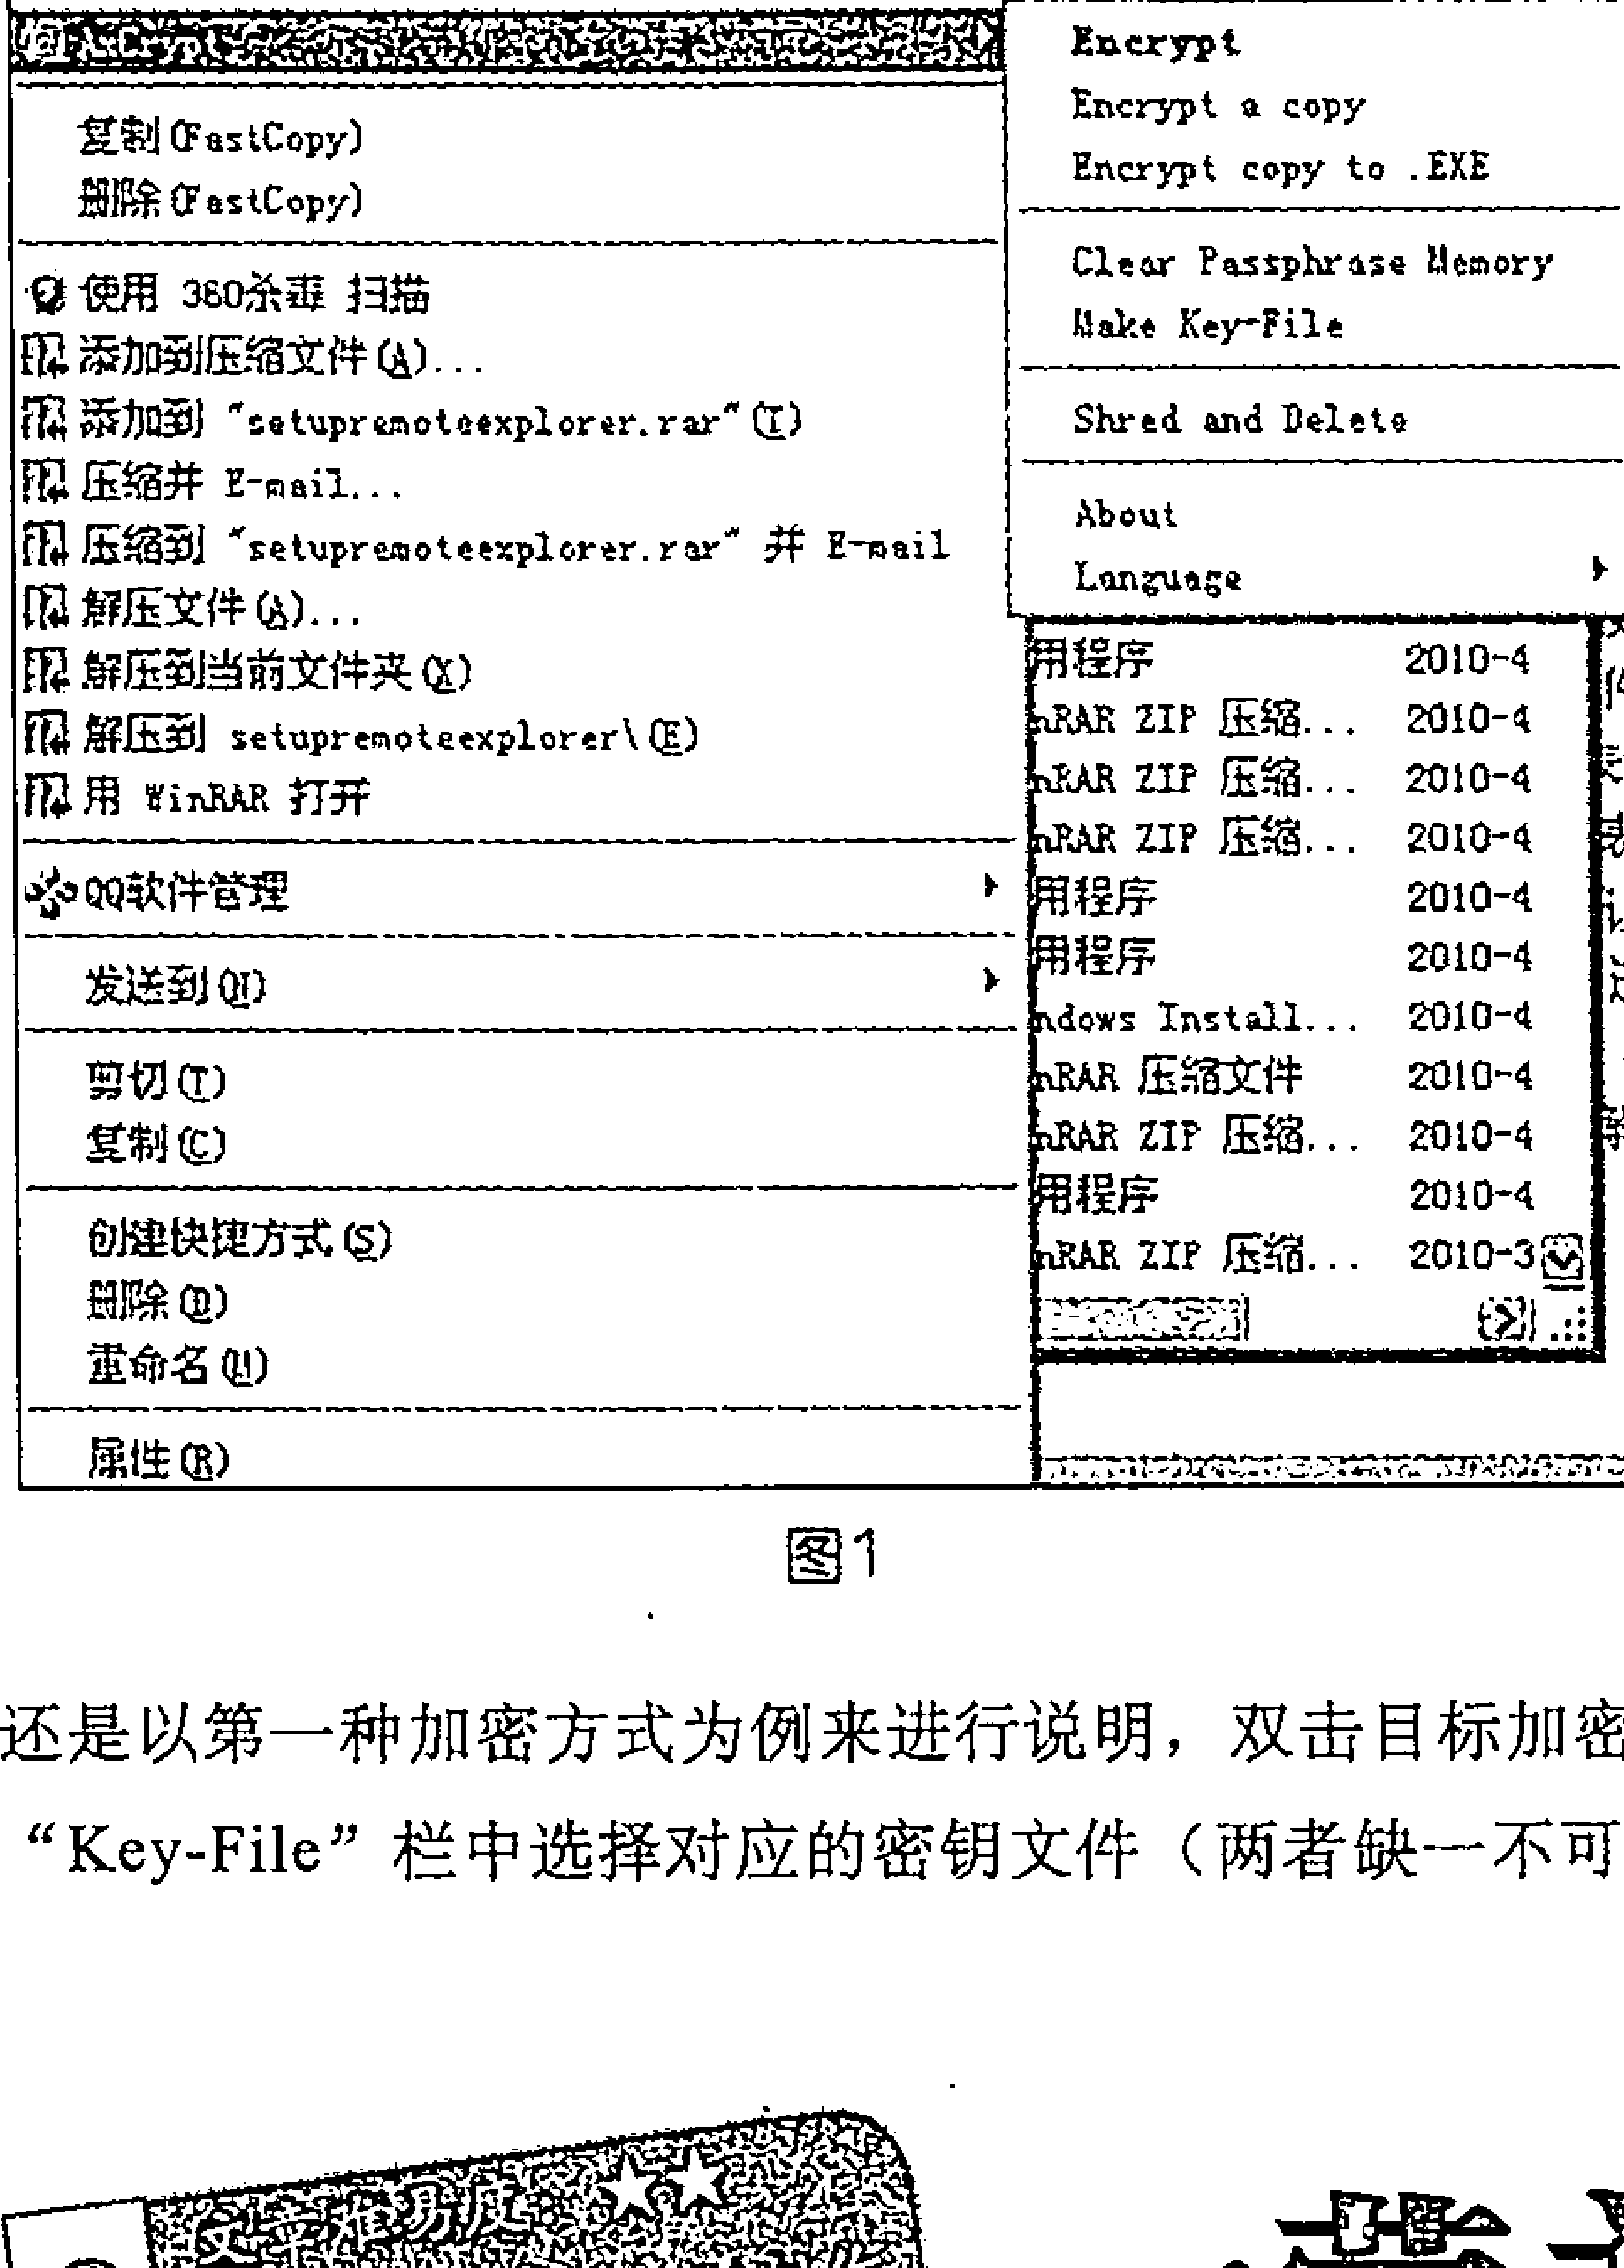 AxCrypt
复制(FastCopy)
删除(FastCopy)
使用 360杀毒 扫描
添加到压缩文件(A)...
添加到 "setupremoteexplorer.rar"(T)
压缩并 E-mail...
压缩到 "setupremoteexplorer.rar" 并 E-mail
解压文件(A)...
解压到当前文件夹(X)
解压到 setupremoteexplorer\(E)
用 WinRAR 打开
QQ软件管理
发送到(N)
剪切(T)
复制(C)
创建快捷方式(S)
删除(D)
重命名(M)
属性(R)
Encrypt
Encrypt a copy
Encrypt copy to .EXE
Clear Passphrase Memory
Make Key-File
Shred and Delete
About
Language
用程序 2010-4
nRAR ZIP 压缩... 2010-4
nRAR ZIP 压缩... 2010-4
nRAR ZIP 压缩... 2010-4
用程序 2010-4
用程序 2010-4
ndows Install... 2010-4
nRAR 压缩文件 2010-4
nRAR ZIP 压缩... 2010-4
用程序 2010-4
nRAR ZIP 压缩... 2010-3
图1
还是以第一种加密方式为例来进行说明，双击目标加密
“Key-File”栏中选择对应的密钥文件（两者缺一不可
文章难易度：★★